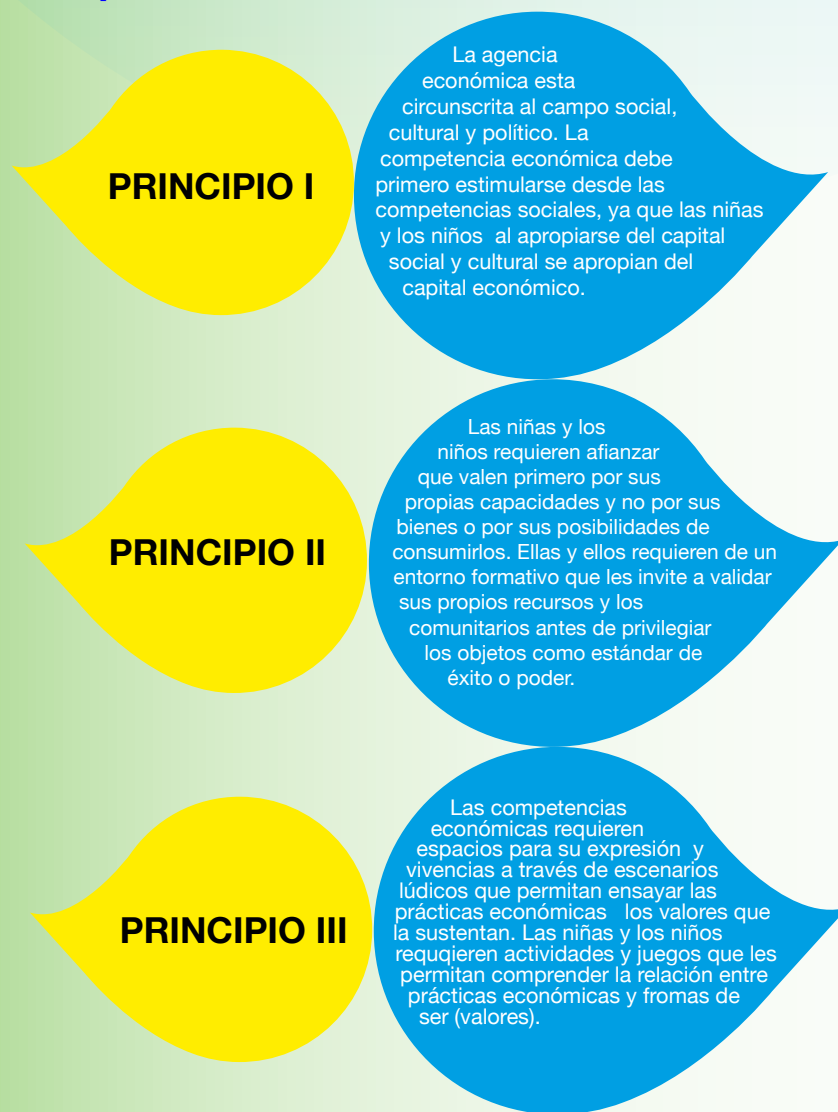 PRINCIPIO I
La agencia
económica esta
circunscrita al campo social,
cultural y político. La
competencia económica debe
primero estimularse desde las
competencias sociales, ya que las niñas
y los niños al apropiarse del capital
social y cultural se apropian del
capital económico.
PRINCIPIO II
Las niñas y los
niños requieren afianzar
que valen primero por sus
propias capacidades y no por sus
bienes o por sus posibilidades de
consumirlos. Ellas y ellos requieren de un
entorno formativo que les invite a validar
sus propios recursos y los
comunitarios antes de privilegiar
los objetos como estándar de
éxito o poder.
PRINCIPIO III
Las competencias
económicas requieren
espacios para su expresión y
vivencias a través de escenarios
lúdicos que permitan ensayar las
prácticas económicas los valores que
la sustentan. Las niñas y los niños
requqieren actividades y juegos que les
permitan comprender la relación entre
prácticas económicas y fromas de
ser (valores).